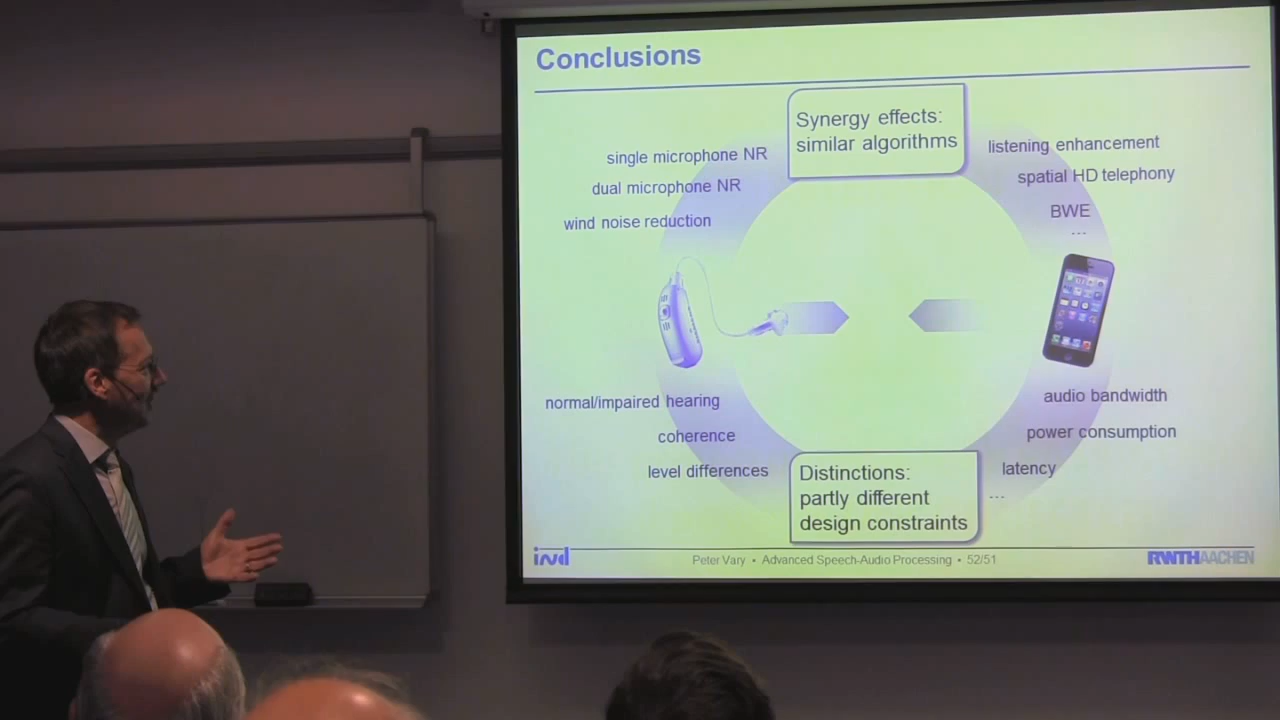 Conclusions
Synergy effects:
similar algorithms
single microphone NR
dual microphone NR
wind noise reduction
listening enhancement
spatial HD telephony
BWE
...
normal/impaired hearing
coherence
level differences
audio bandwidth
power consumption
latency
...
Distinctions:
partly different
design constraints
ind
Peter Vary • Advanced Speech-Audio Processing • 52/51
RWTHAACHEN